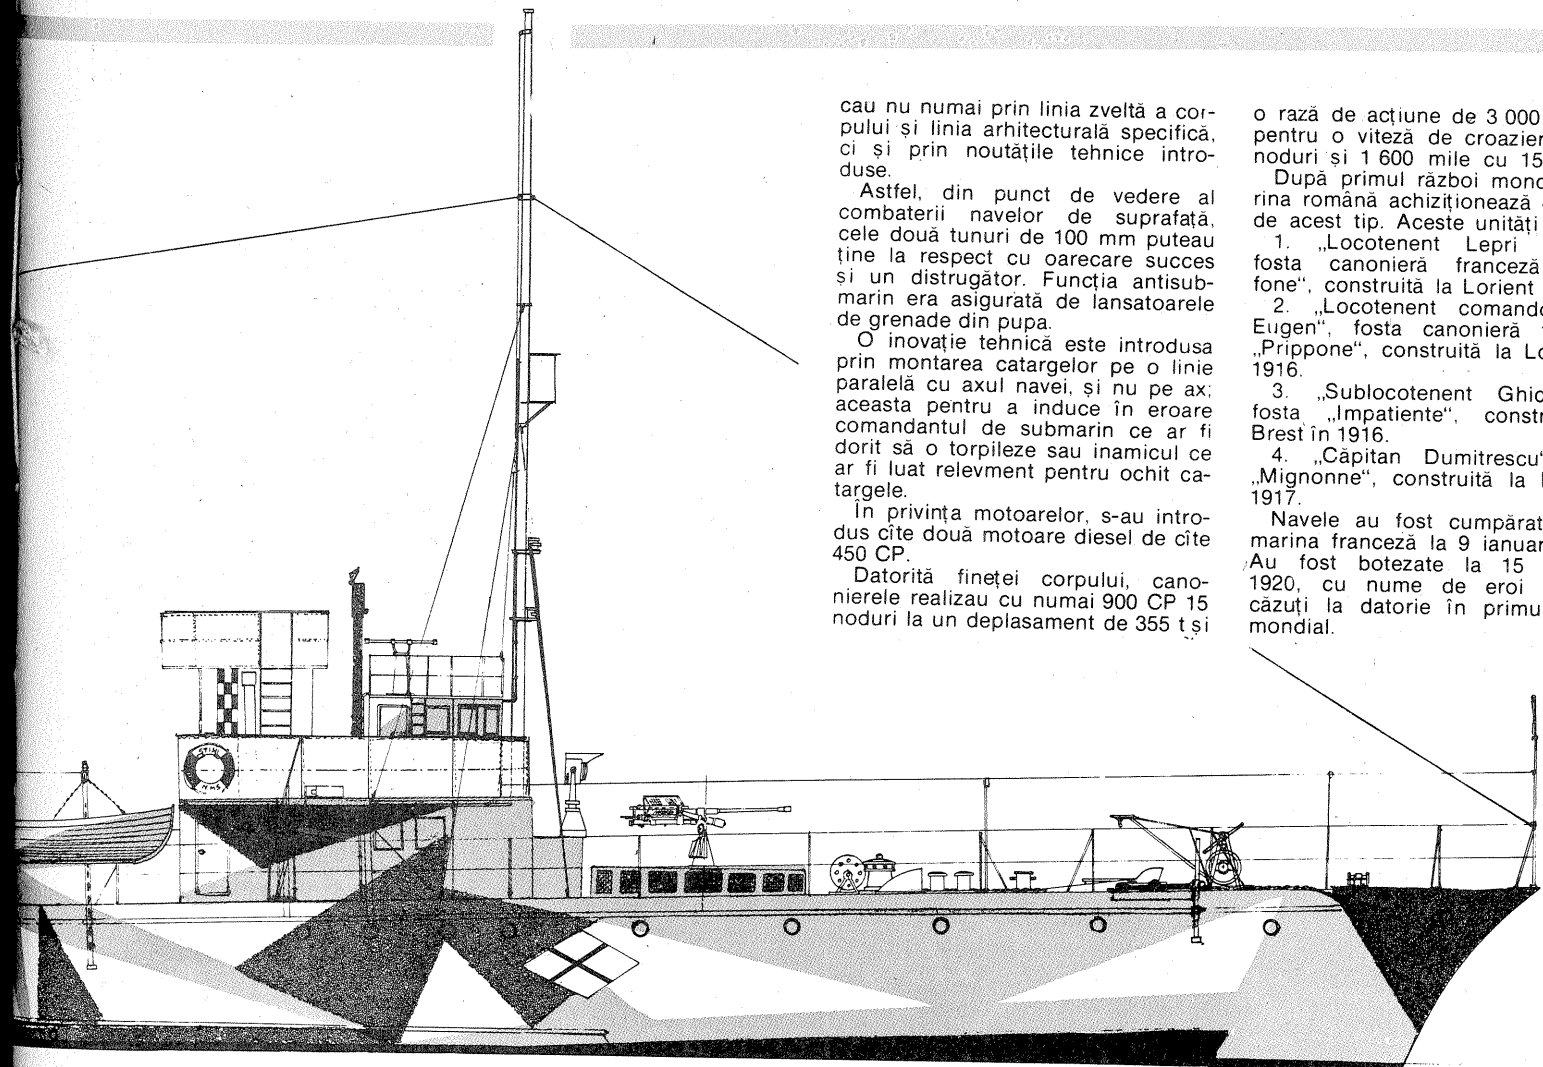 cau nu numai prin linia zveltă a cor-
pului și linia arhitecturală specifică,
ci și prin noutățile tehnice intro-
duse.
Astfel, din punct de vedere al
combaterii navelor de suprafață,
cele două tunuri de 100 mm puteau
ține la respect cu oarecare succes
și un distrugător. Funcția antisub-
marin era asigurată de lansatoarele
de grenade din pupa.
O inovație tehnică este introdusa
prin montarea catargelor pe o linie
paralelă cu axul navei, și nu pe ax;
aceasta pentru a induce în eroare
comandantul de submarin ce ar fi
dorit să o torpileze sau inamicul ce
ar fi luat relevment pentru ochit ca-
targele.
În privința motoarelor, s-au intro-
dus cîte două motoare diesel de cîte
450 CP.
Datorită fineței corpului, cano-
nierele realizau cu numai 900 CP 15
noduri la un deplasament de 355 t și
o rază de acțiune de 3 000
pentru o viteză de croazier
noduri și 1 600 mile cu 15
După primul război mond
rina română achiziționează
de acest tip. Aceste unități
1. „Locotenent Lepri
fosta canonieră franceză
fone“, construită la Lorient
2. „Locotenent comando
Eugen“, fosta canonieră
„Prippone“, construită la Lo
1916.
3. „Sublocotenent Ghic
fosta „Impatiente“, constr
Brest în 1916.
4. „Căpitan Dumitrescu“
„Mignonne“, construită la
1917.
Navele au fost cumpărat
marina franceză la 9 ianuar
Au fost botezate la 15
1920, cu nume de eroi
căzuți la datorie în primu
mondial.
STIHI
N.M.S.